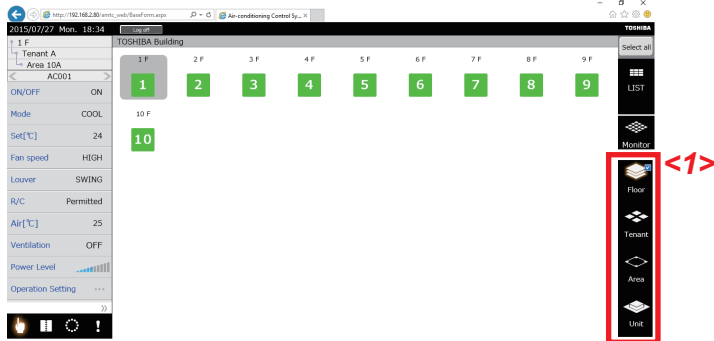 http://192.168.2.80/amtc_web/BaseForm.aspx
Air-conditioning Control Sy...
2015/07/27 Mon. 18:34
Log off
TOSHIBA
1 F
Tenant A
Area 10A
AC001
ON/OFF ON
Mode COOL
Set[℃] 24
Fan speed HIGH
Louver SWING
R/C Permitted
Air[℃] 25
Ventilation OFF
Power Level
Operation Setting
TOSHIBA Building
1 F 2 F 3 F 4 F 5 F 6 F 7 F 8 F 9 F
1 2 3 4 5 6 7 8 9
10 F
10
Select all
LIST
Monitor
Floor
Tenant
Area
Unit
<1>